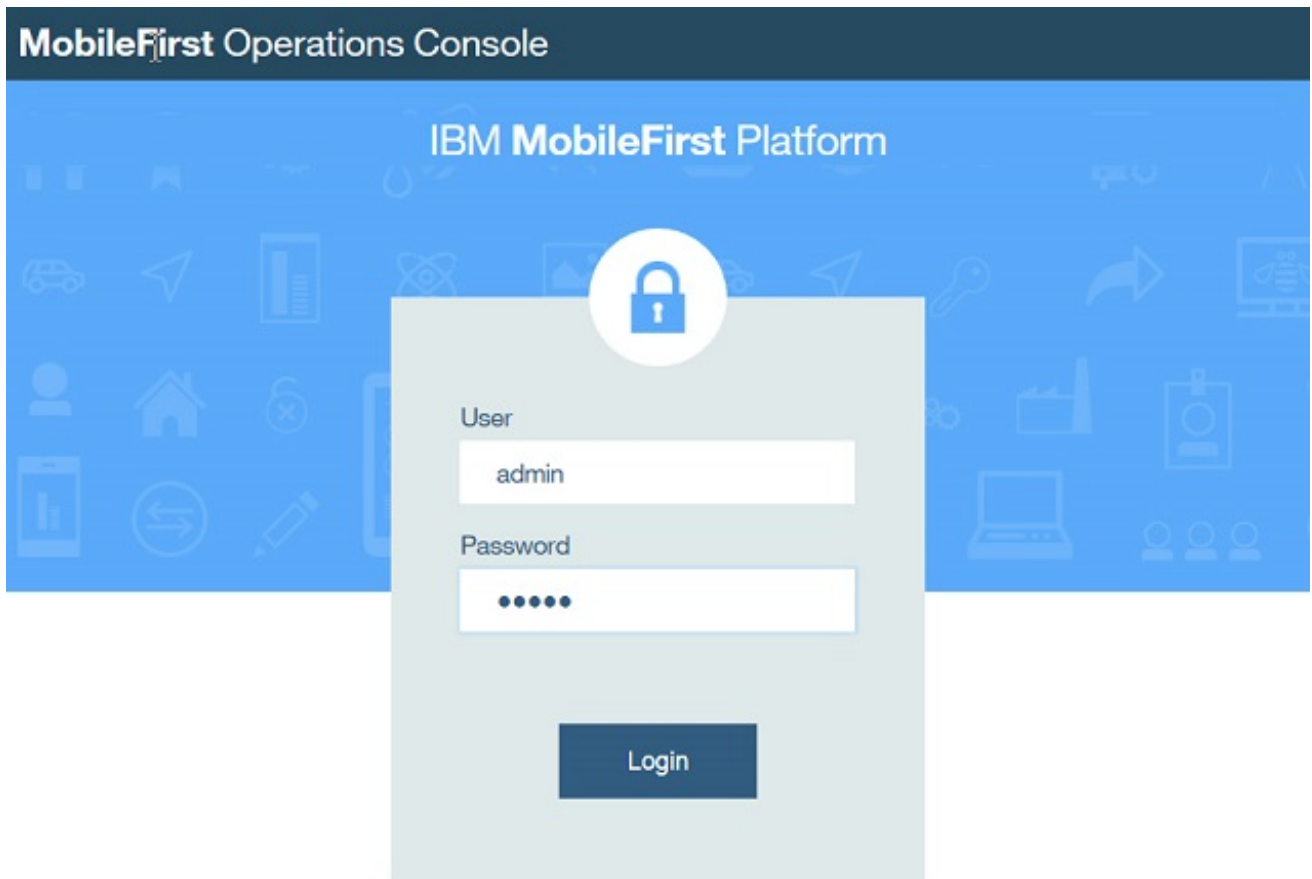 MobileFirst Operations Console
IBM MobileFirst Platform
User
admin
Password
•••••
Login